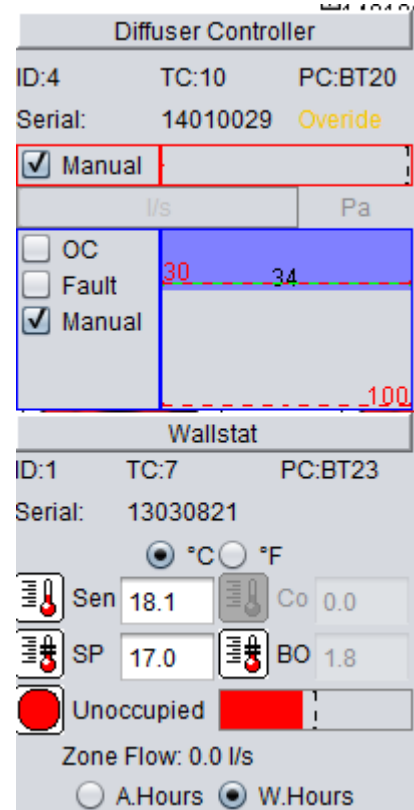 Diffuser Controller
ID:4 TC:10 PC:BT20
Serial: 14010029 Overide
Manual
l/s Pa
OC
30 34
Fault
Manual
100
Wallstat
ID:1 TC:7 PC:BT23
Serial: 13030821
°C °F
Sen 18.1 Co 0.0
SP 17.0 BO 1.8
Unoccupied
Zone Flow: 0.0 l/s
A.Hours W.Hours